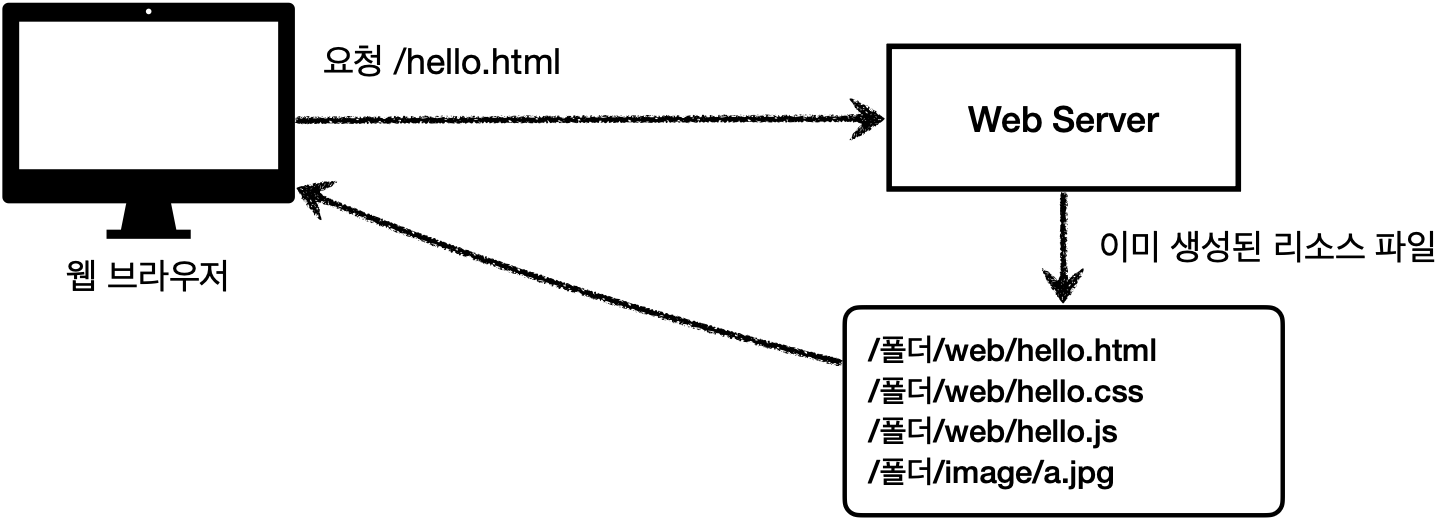 요청 /hello.html
Web Server
웹 브라우저
이미 생성된 리소스 파일
/폴더/web/hello.html
/폴더/web/hello.css
/폴더/web/hello.js
/폴더/image/a.jpg